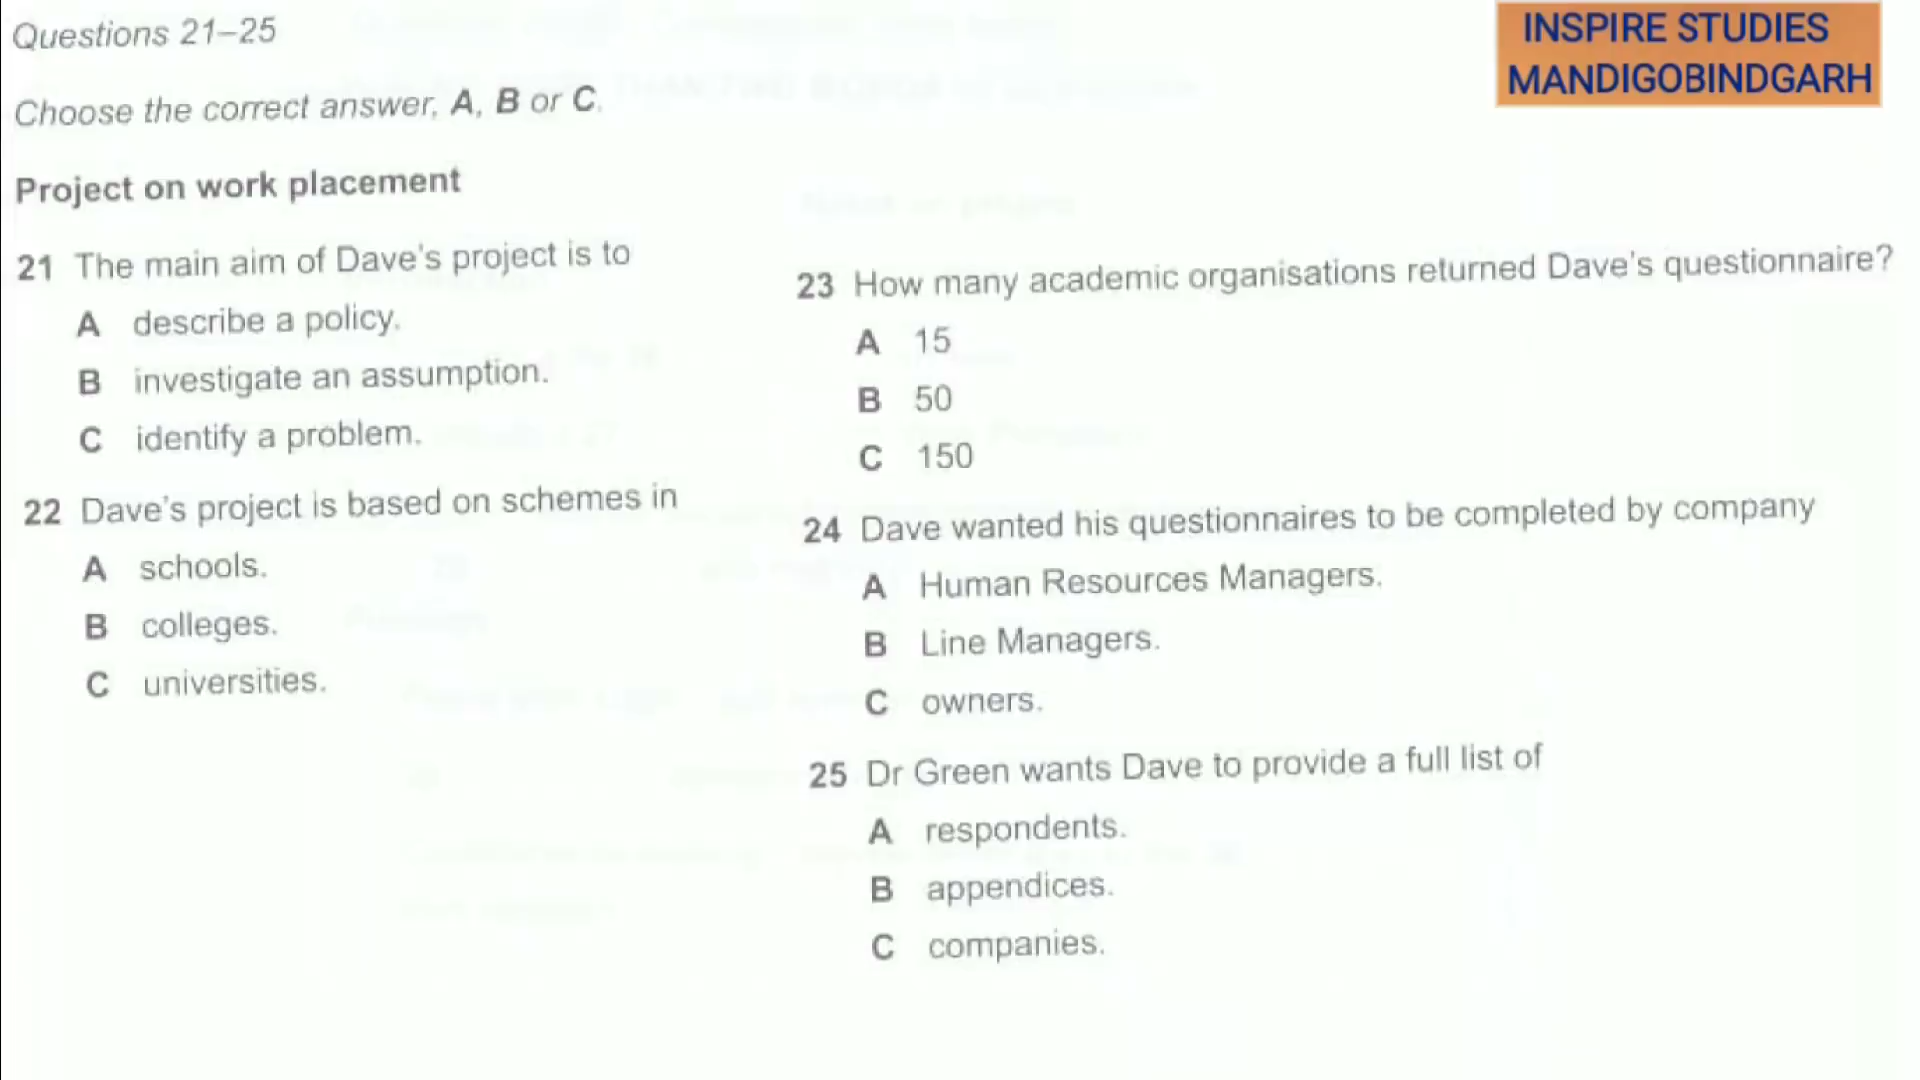 Questions 21–25
Choose the correct answer, A, B or C.
Project on work placement
21 The main aim of Dave's project is to
A describe a policy.
B investigate an assumption.
C identify a problem.
22 Dave's project is based on schemes in
A schools.
B colleges.
C universities.
INSPIRE STUDIES
MANDIGOBINDGARH
23 How many academic organisations returned Dave's questionnaire?
A 15
B 50
C 150
24 Dave wanted his questionnaires to be completed by company
A Human Resources Managers.
B Line Managers.
C owners.
25 Dr Green wants Dave to provide a full list of
A respondents.
B appendices.
C companies.